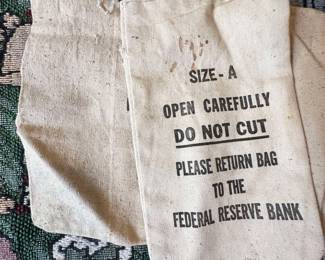 SIZE - A
OPEN CAREFULLY
DO NOT CUT
PLEASE RETURN BAG
TO THE
FEDERAL RESERVE BANK